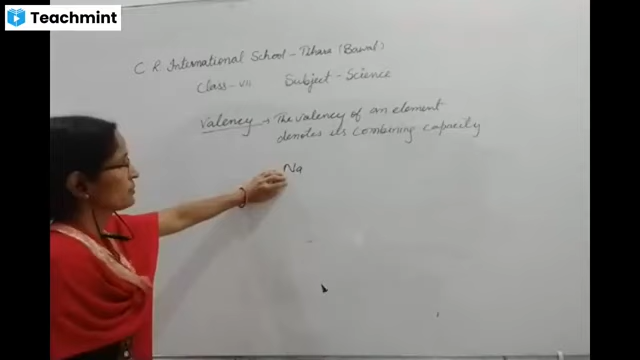 Teachmint
C R. International School - (Bawal)
Class - VII Subject - Science
Valency → The valency of an element
denotes its combining capacity
Na